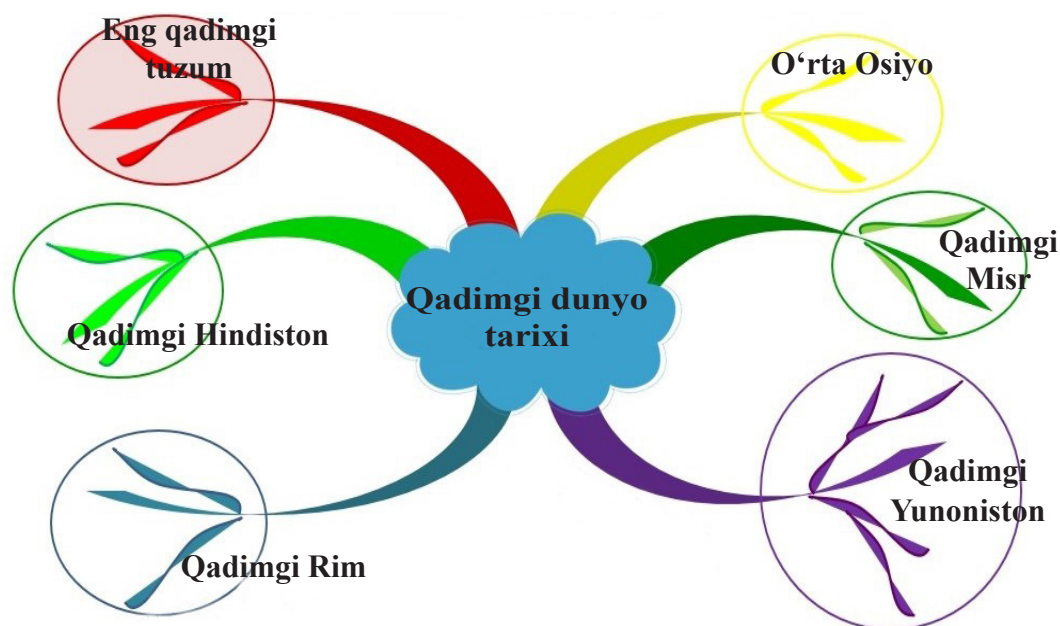 Eng qadimgi
tuzum
O‘rta Osiyo
Qadimgi
Misr
Qadimgi Hindiston
Qadimgi dunyo
tarixi
Qadimgi
Yunoniston
Qadimgi Rim